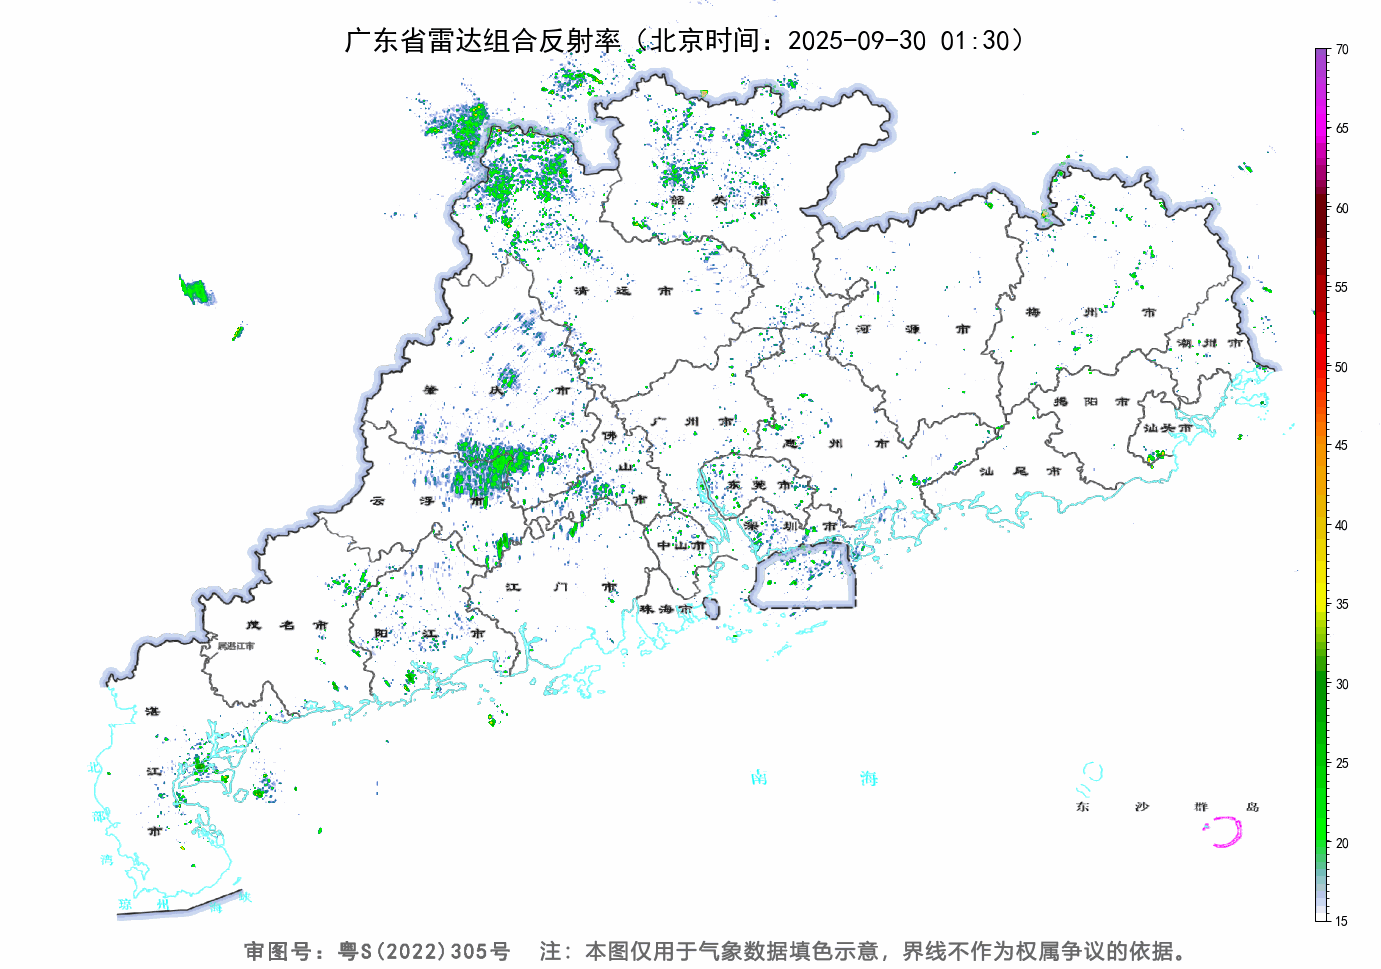 广东省雷达组合反射率（北京时间：2025-09-30 01:30）
70
65
60
55
50
45
40
35
30
25
20
15
韶关市
清远市
河源市
梅州市
潮州市
肇庆市
广州市
惠州市
揭阳市
汕头市
佛山市
云浮市
东莞市
汕尾市
深圳市
中山市
江门市
珠海市
茂名市
阳江市
属湛江市
湛江市
北部湾
南海
东沙群岛
琼州海峡
审图号：粤S(2022)305号 注：本图仅用于气象数据填色示意，界线不作为权属争议的依据。